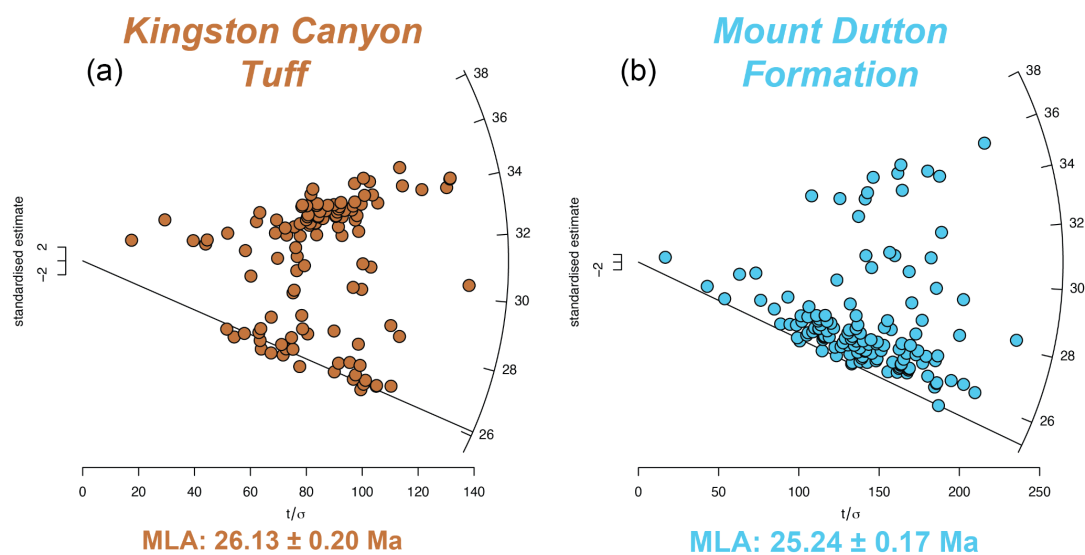 Kingston Canyon
Tuff
(a)
38
36
34
32
30
28
26
standardised estimate
2
−2
0 20 40 60 80 100 120 140
t/σ
MLA: 26.13 ± 0.20 Ma
Mount Dutton
Formation
(b)
38
36
34
32
30
28
26
standardised estimate
−2
0 50 100 150 200 250
t/σ
MLA: 25.24 ± 0.17 Ma